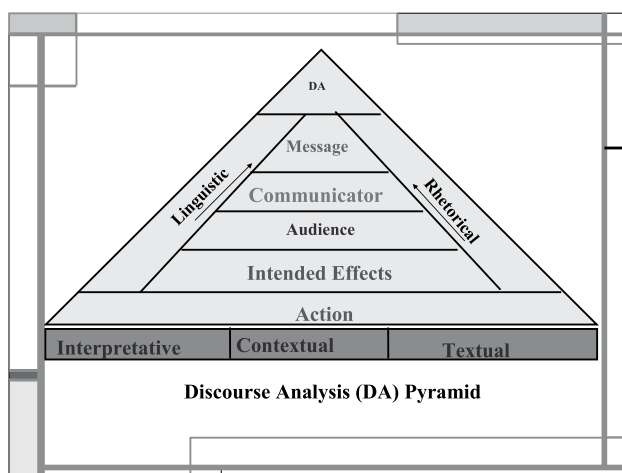 DA
Message
Linguistic
Rhetorical
Communicator
Audience
Intended Effects
Action
Interpretative
Contextual
Textual
Discourse Analysis (DA) Pyramid